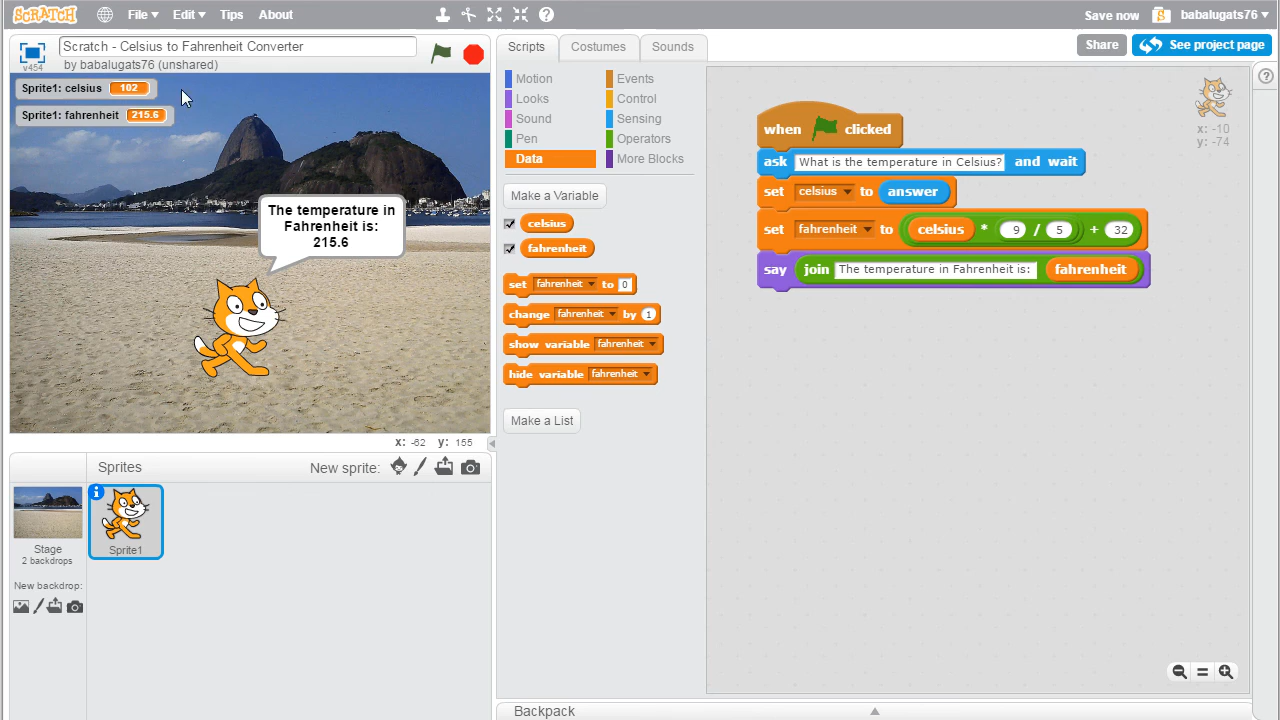 SCRATCH File Edit Tips About Save now babalugats76
Scratch - Celsius to Fahrenheit Converter
by babalugats76 (unshared)
v454
Scripts Costumes Sounds
Share See project page
Sprite1: celsius 102
Sprite1: fahrenheit 215.6
The temperature in
Fahrenheit is:
215.6
x: -62 y: 155
Motion Events
Looks Control
Sound Sensing
Pen Operators
Data More Blocks
Make a Variable
celsius
fahrenheit
set fahrenheit to 0
change fahrenheit by 1
show variable fahrenheit
hide variable fahrenheit
Make a List
when clicked
ask What is the temperature in Celsius? and wait
set celsius to answer
set fahrenheit to celsius * 9 / 5 + 32
say join The temperature in Fahrenheit is: fahrenheit
x: -10
y: -74
Sprites New sprite:
Stage
2 backdrops
New backdrop:
Sprite1
Backpack